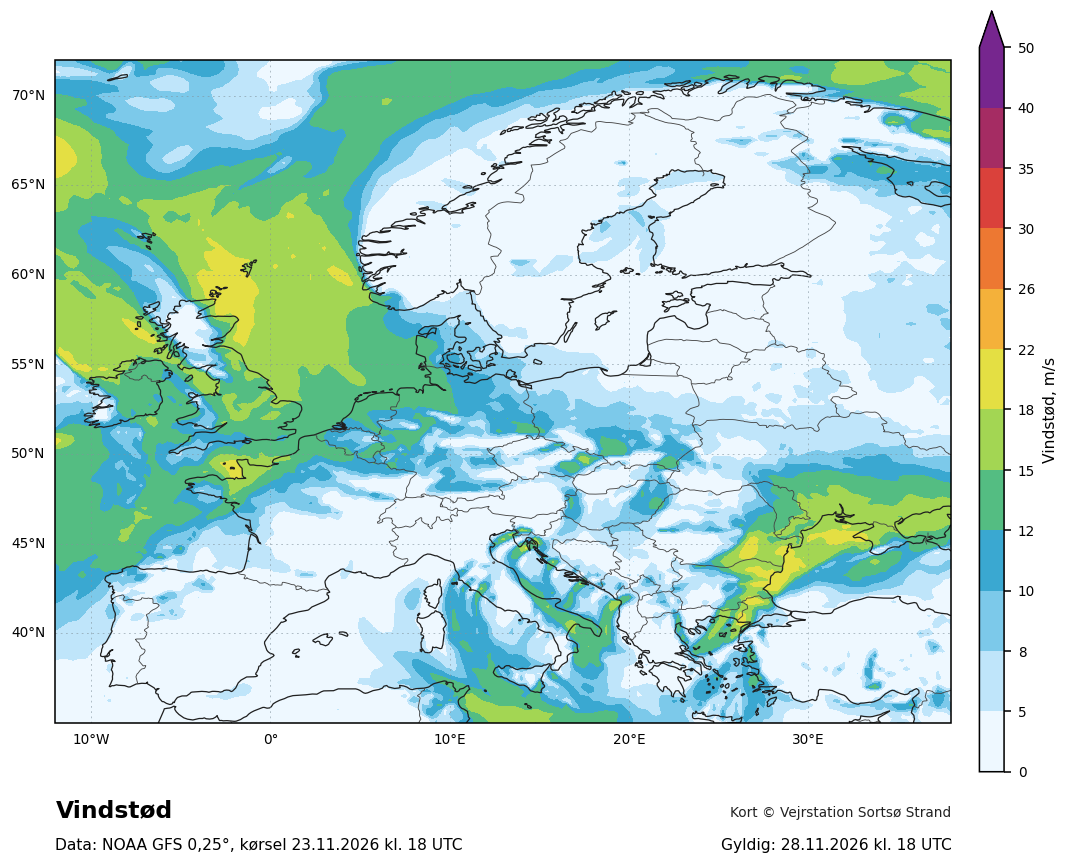 70°N
65°N
60°N
55°N
50°N
45°N
40°N
10°W
0°
10°E
20°E
30°E
50
40
35
30
26
22
18
15
12
10
8
5
0
Vindstød, m/s
Vindstød
Kort © Vejrstation Sortsø Strand
Data: NOAA GFS 0,25°, kørsel 23.11.2026 kl. 18 UTC
Gyldig: 28.11.2026 kl. 18 UTC